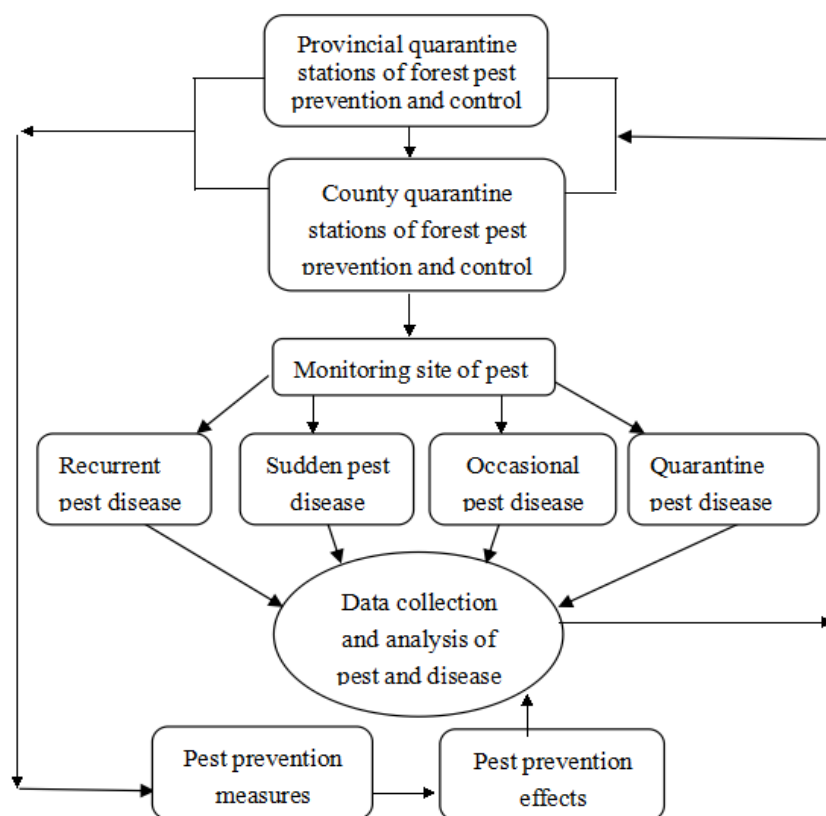 Provincial quarantine
stations of forest pest
prevention and control
County quarantine
stations of forest pest
prevention and control
Monitoring site of pest
Recurrent
pest disease
Sudden pest
disease
Occasional
pest disease
Quarantine
pest disease
Data collection
and analysis of
pest and disease
Pest prevention
measures
Pest prevention
effects